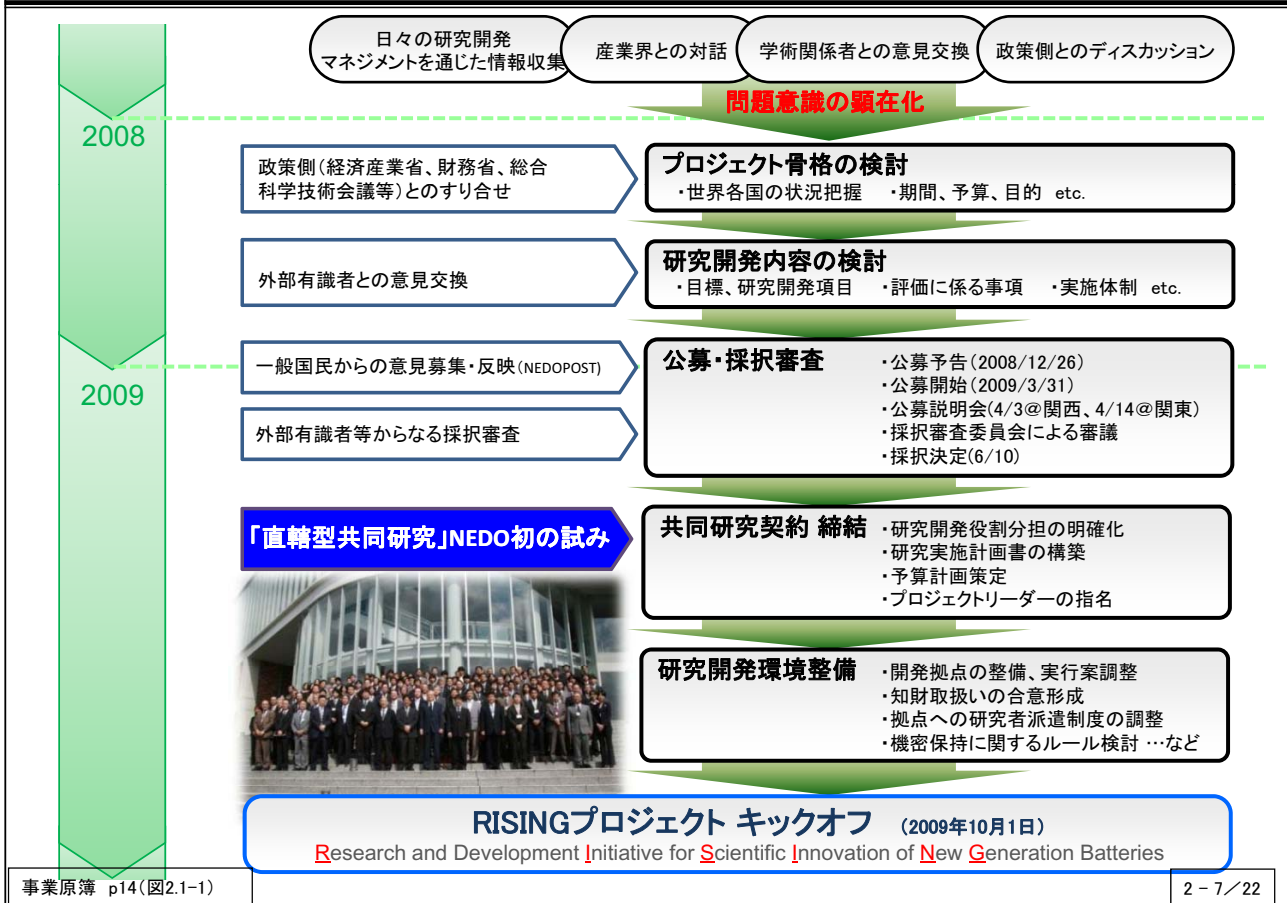 日々の研究開発
マネジメントを通じた情報収集
産業界との対話
学術関係者との意見交換
政策側とのディスカッション
問題意識の顕在化
2008
政策側(経済産業省、財務省、総合
科学技術会議等)とのすり合せ
プロジェクト骨格の検討
・世界各国の状況把握 ・期間、予算、目的 etc.
外部有識者との意見交換
研究開発内容の検討
・目標、研究開発項目 ・評価に係る事項 ・実施体制 etc.
2009
一般国民からの意見募集・反映(NEDOPOST)
外部有識者等からなる採択審査
公募・採択審査
・公募予告(2008/12/26)
・公募開始(2009/3/31)
・公募説明会(4/3@関西、4/14@関東)
・採択審査委員会による審議
・採択決定(6/10)
「直轄型共同研究」NEDO初の試み
共同研究契約 締結
・研究開発役割分担の明確化
・研究実施計画書の構築
・予算計画策定
・プロジェクトリーダーの指名
研究開発環境整備
・開発拠点の整備、実行案調整
・知財取扱いの合意形成
・拠点への研究者派遣制度の調整
・機密保持に関するルール検討 …など
RISINGプロジェクト キックオフ (2009年10月1日)
Research and Development Initiative for Scientific Innovation of New Generation Batteries
事業原簿 p14(図2.1-1)
2-7/22